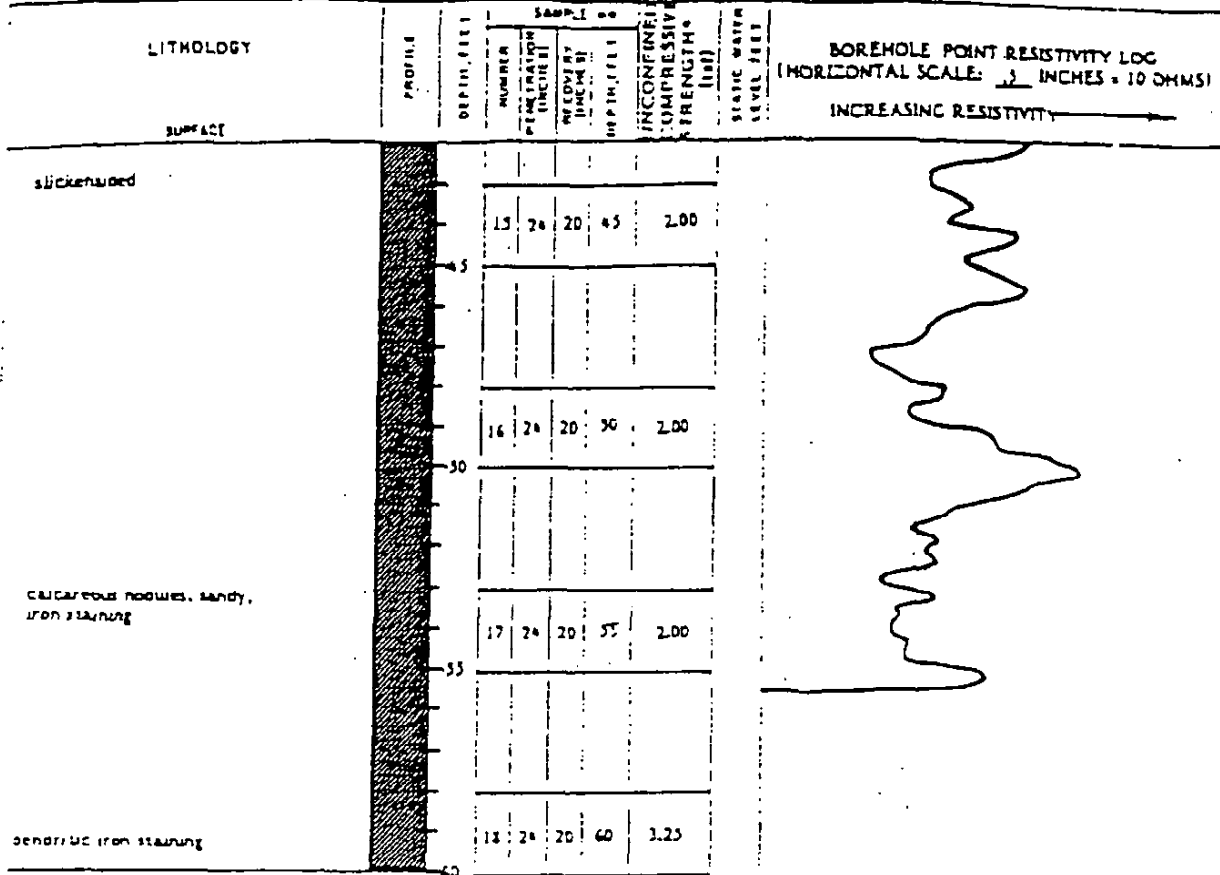 LITHOLOGY
SURFACE
PROFILE
DEPTH, FEET
SAMPLE **
NUMBER
PENETRATION (INCHES)
RECOVERY (INCHES)
DEPTH, FEET
UNCONFINED
COMPRESSIVE
STRENGTH*
(tsf)
STATIC WATER
LEVEL FEET
BOREHOLE POINT RESISTIVITY LOG
(HORIZONTAL SCALE: .5 INCHES = 10 OHMS)
INCREASING RESISTIVITY
slickensided
15 24 20 45 2.00
45
16 24 20 50 2.00
50
calcareous nodules, sandy,
iron staining
17 24 20 55 2.00
55
dendritic iron staining
18 24 20 60 3.25
60